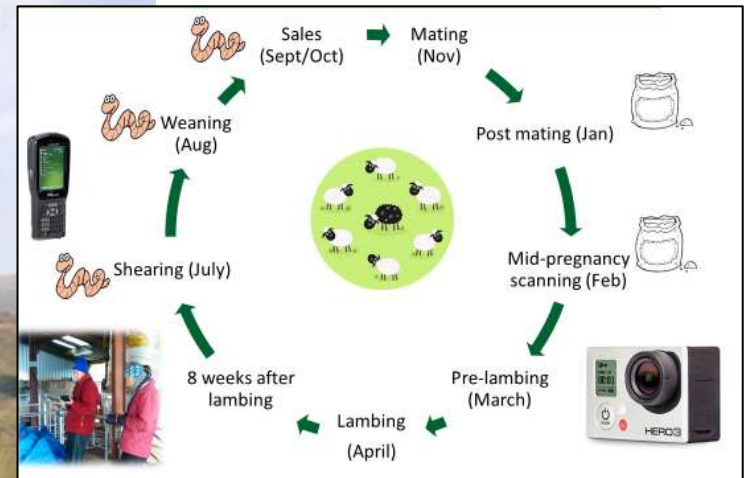 Sales
(Sept/Oct)
Mating
(Nov)
Post mating (Jan)
Mid-pregnancy
scanning (Feb)
Pre-lambing
(March)
Lambing
(April)
8 weeks after
lambing
Shearing (July)
Weaning
(Aug)
HERO3